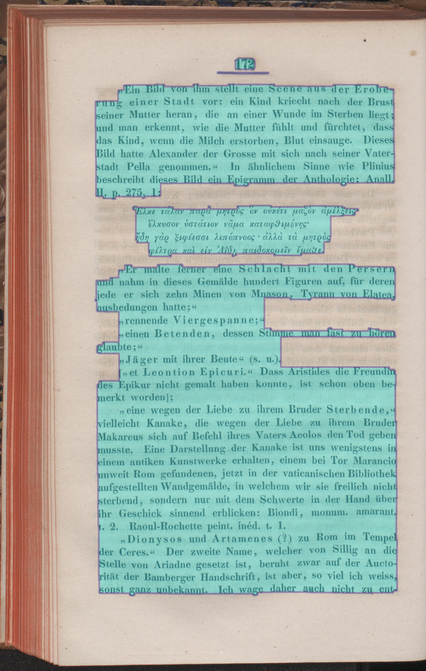 172
„Ein Bild von ihm stellt eine Scene aus der Erobe-
rung einer Stadt vor: ein Kind kriecht nach der Brust
seiner Mutter heran, die an einer Wunde im Sterben liegt;
und man erkennt, wie die Mutter fühlt und fürchtet, dass
das Kind, wenn die Milch erstorben, Blut einsauge. Dieses
Bild hatte Alexander der Grosse mit sich nach seiner Vater-
stadt Pella genommen.“ In ähnlichem Sinne wie Plinius
beschreibt dieses Bild ein Epigramm der Anthologie: Anall.
II, p. 275, 1:
Ἕλκε τάλαν παρὰ μητρὸς ὃν οὐκέτι μαζὸν ἀμέλξεις,
ἕλκυσον ὑστάτιον νᾶμα καταφθιμένης·
ἤδη γὰρ ξιφέεσσι λιπόπνοος· ἀλλὰ τὰ μητρὸς
φίλτρα καὶ εἰν Ἀΐδῃ παιδοκομεῖν ἔμαθε.
„Er malte ferner eine Schlacht mit den Persern
und nahm in dieses Gemälde hundert Figuren auf, für deren
jede er sich zehn Minen von Mnason, Tyrann von Elatea,
ausbedungen hatte;“
„rennende Viergespanne;“
„einen Betenden, dessen Stimme man fast zu hören
glaubte;“
„Jäger mit ihrer Beute“ (s. u.)
„et Leontion Epicuri.“ Dass Aristides die Freundin
des Epikur nicht gemalt haben konnte, ist schon oben be-
merkt worden;
„eine wegen der Liebe zu ihrem Bruder Sterbende,“
vielleicht Kanake, die wegen der Liebe zu ihrem Bruder
Makareus sich auf Befehl ihres Vaters Aeolos den Tod geben
musste. Eine Darstellung der Kanake ist uns wenigstens in
einem antiken Kunstwerke erhalten, einem bei Tor Marancio
unweit Rom gefundenen, jetzt in der vaticanischen Bibliothek
aufgestellten Wandgemälde, in welchem wir sie freilich nicht
sterbend, sondern nur mit dem Schwerte in der Hand über
ihr Geschick sinnend erblicken: Biondi, momm. amarant.
t. 2. Raoul-Rochette peint. inéd. t. 1.
„Dionysos und Artamenes (?) zu Rom im Tempel
der Ceres.“ Der zweite Name, welcher von Sillig an die
Stelle von Ariadne gesetzt ist, beruht zwar auf der Aucto-
rität der Bamberger Handschrift, ist aber, so viel ich weiss,
sonst ganz unbekannt. Ich wage daher auch nicht zu ent-